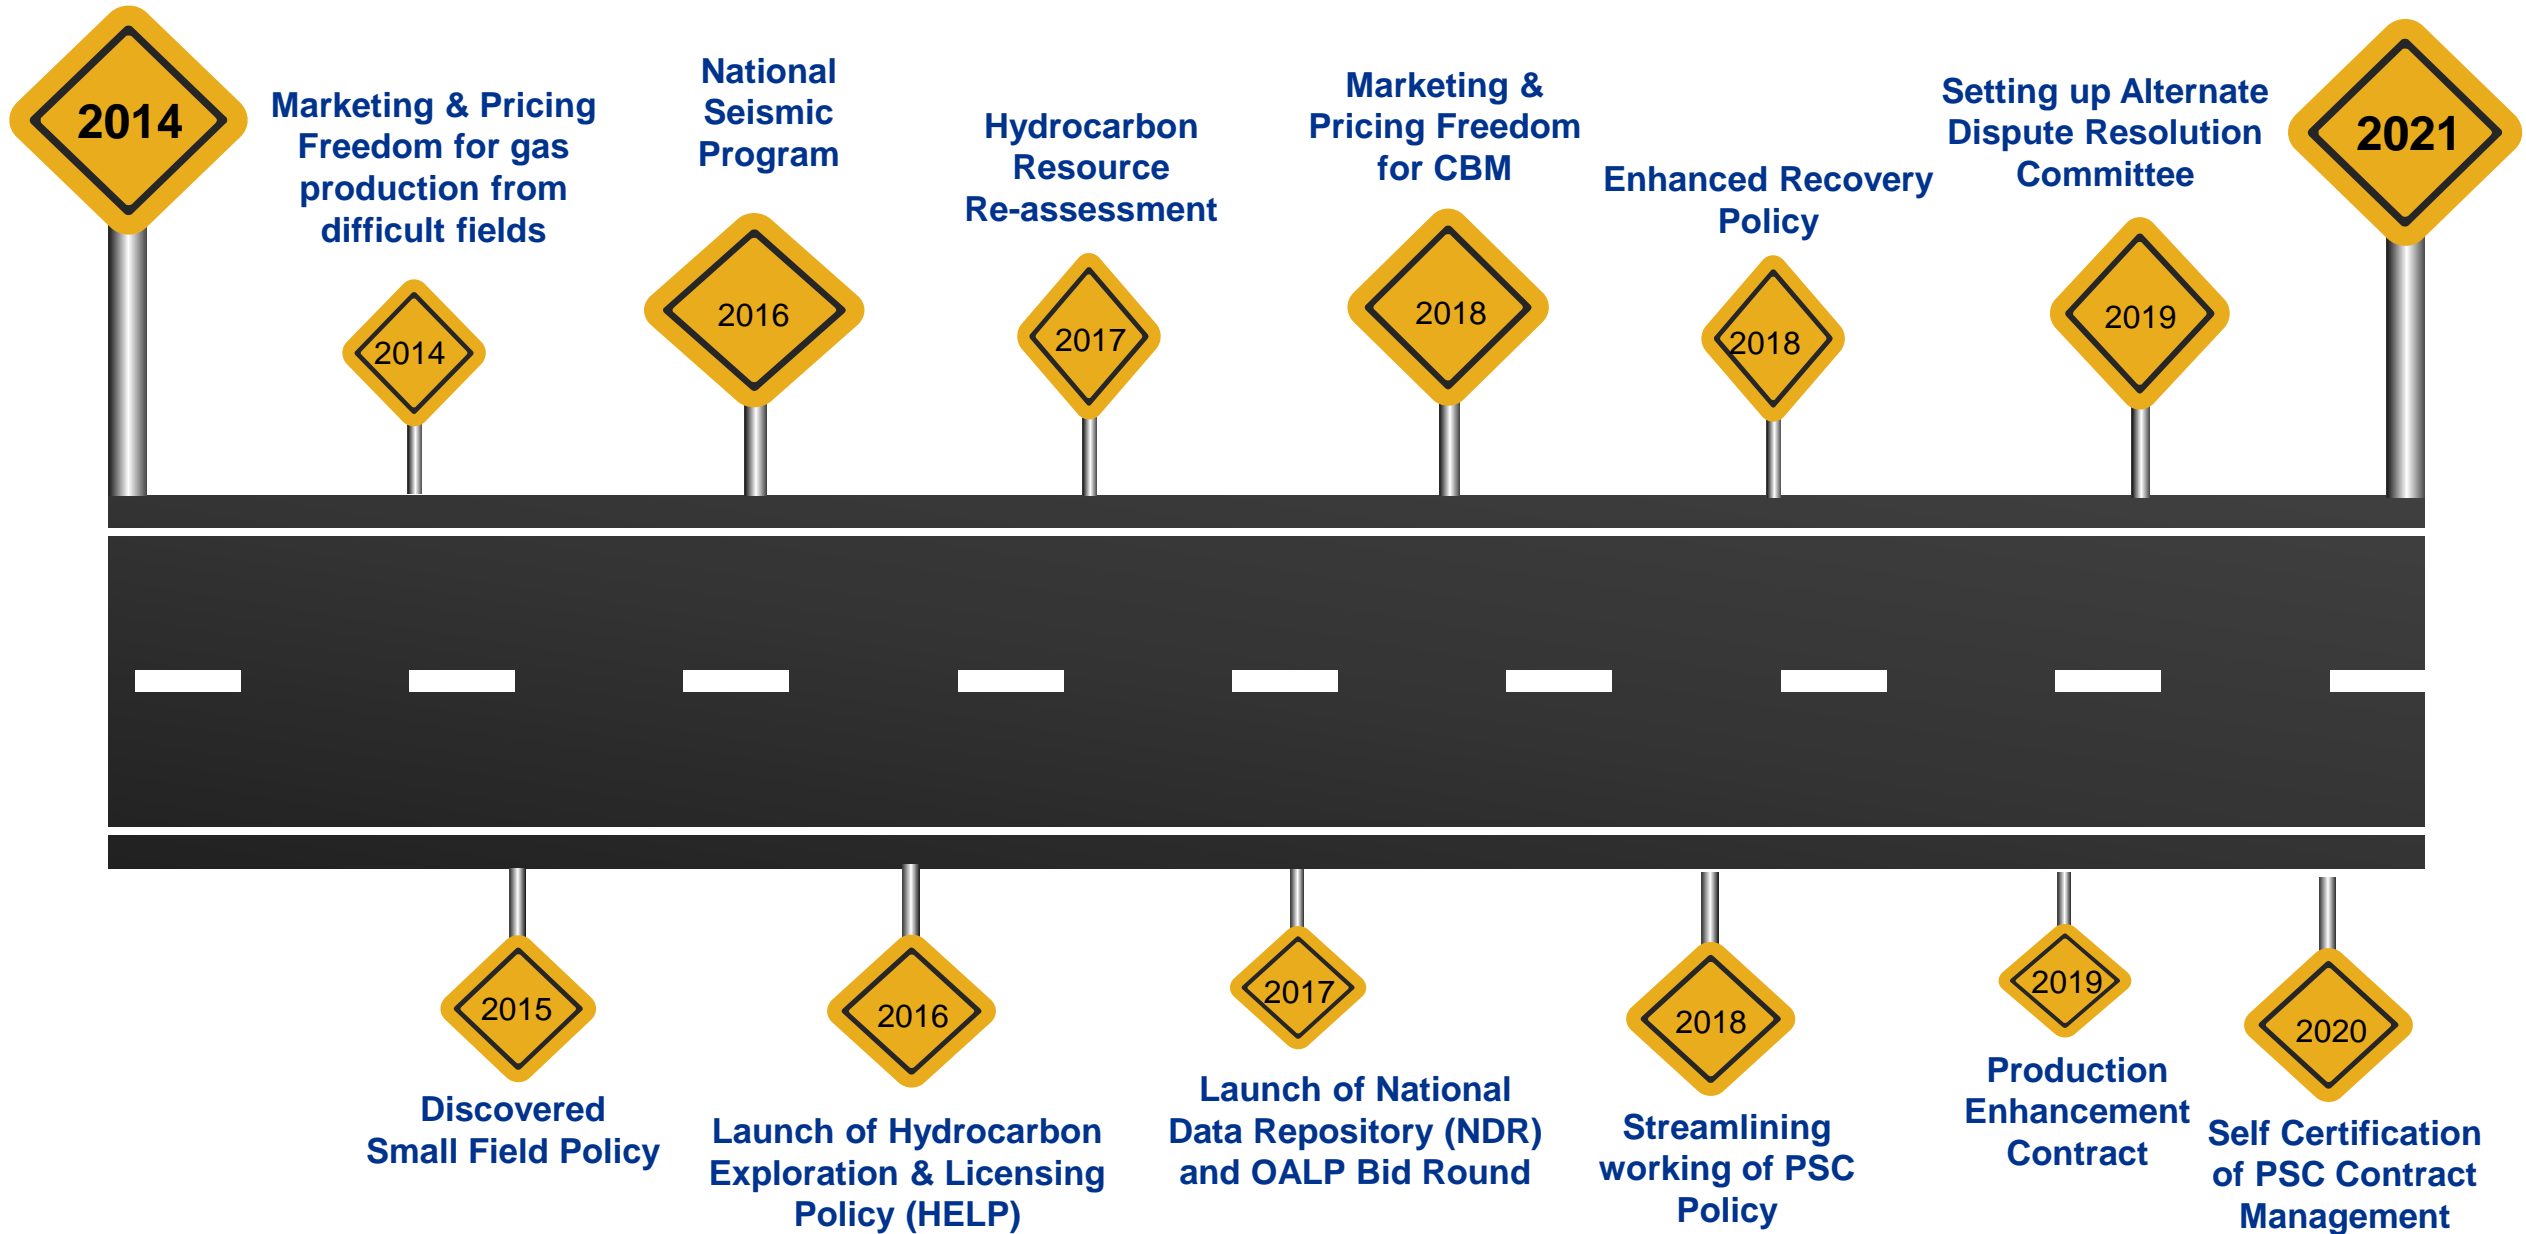 2014
Marketing & Pricing
Freedom for gas
production from
difficult fields
2014
National
Seismic
Program
2016
Hydrocarbon
Resource
Re-assessment
2017
Marketing &
Pricing Freedom
for CBM
2018
Enhanced Recovery
Policy
2018
Setting up Alternate
Dispute Resolution
Committee
2019
2021
2015
Discovered
Small Field Policy
2016
Launch of Hydrocarbon
Exploration & Licensing
Policy (HELP)
2017
Launch of National
Data Repository (NDR)
and OALP Bid Round
2018
Streamlining
working of PSC
Policy
2019
Production
Enhancement
Contract
2020
Self Certification
of PSC Contract
Management